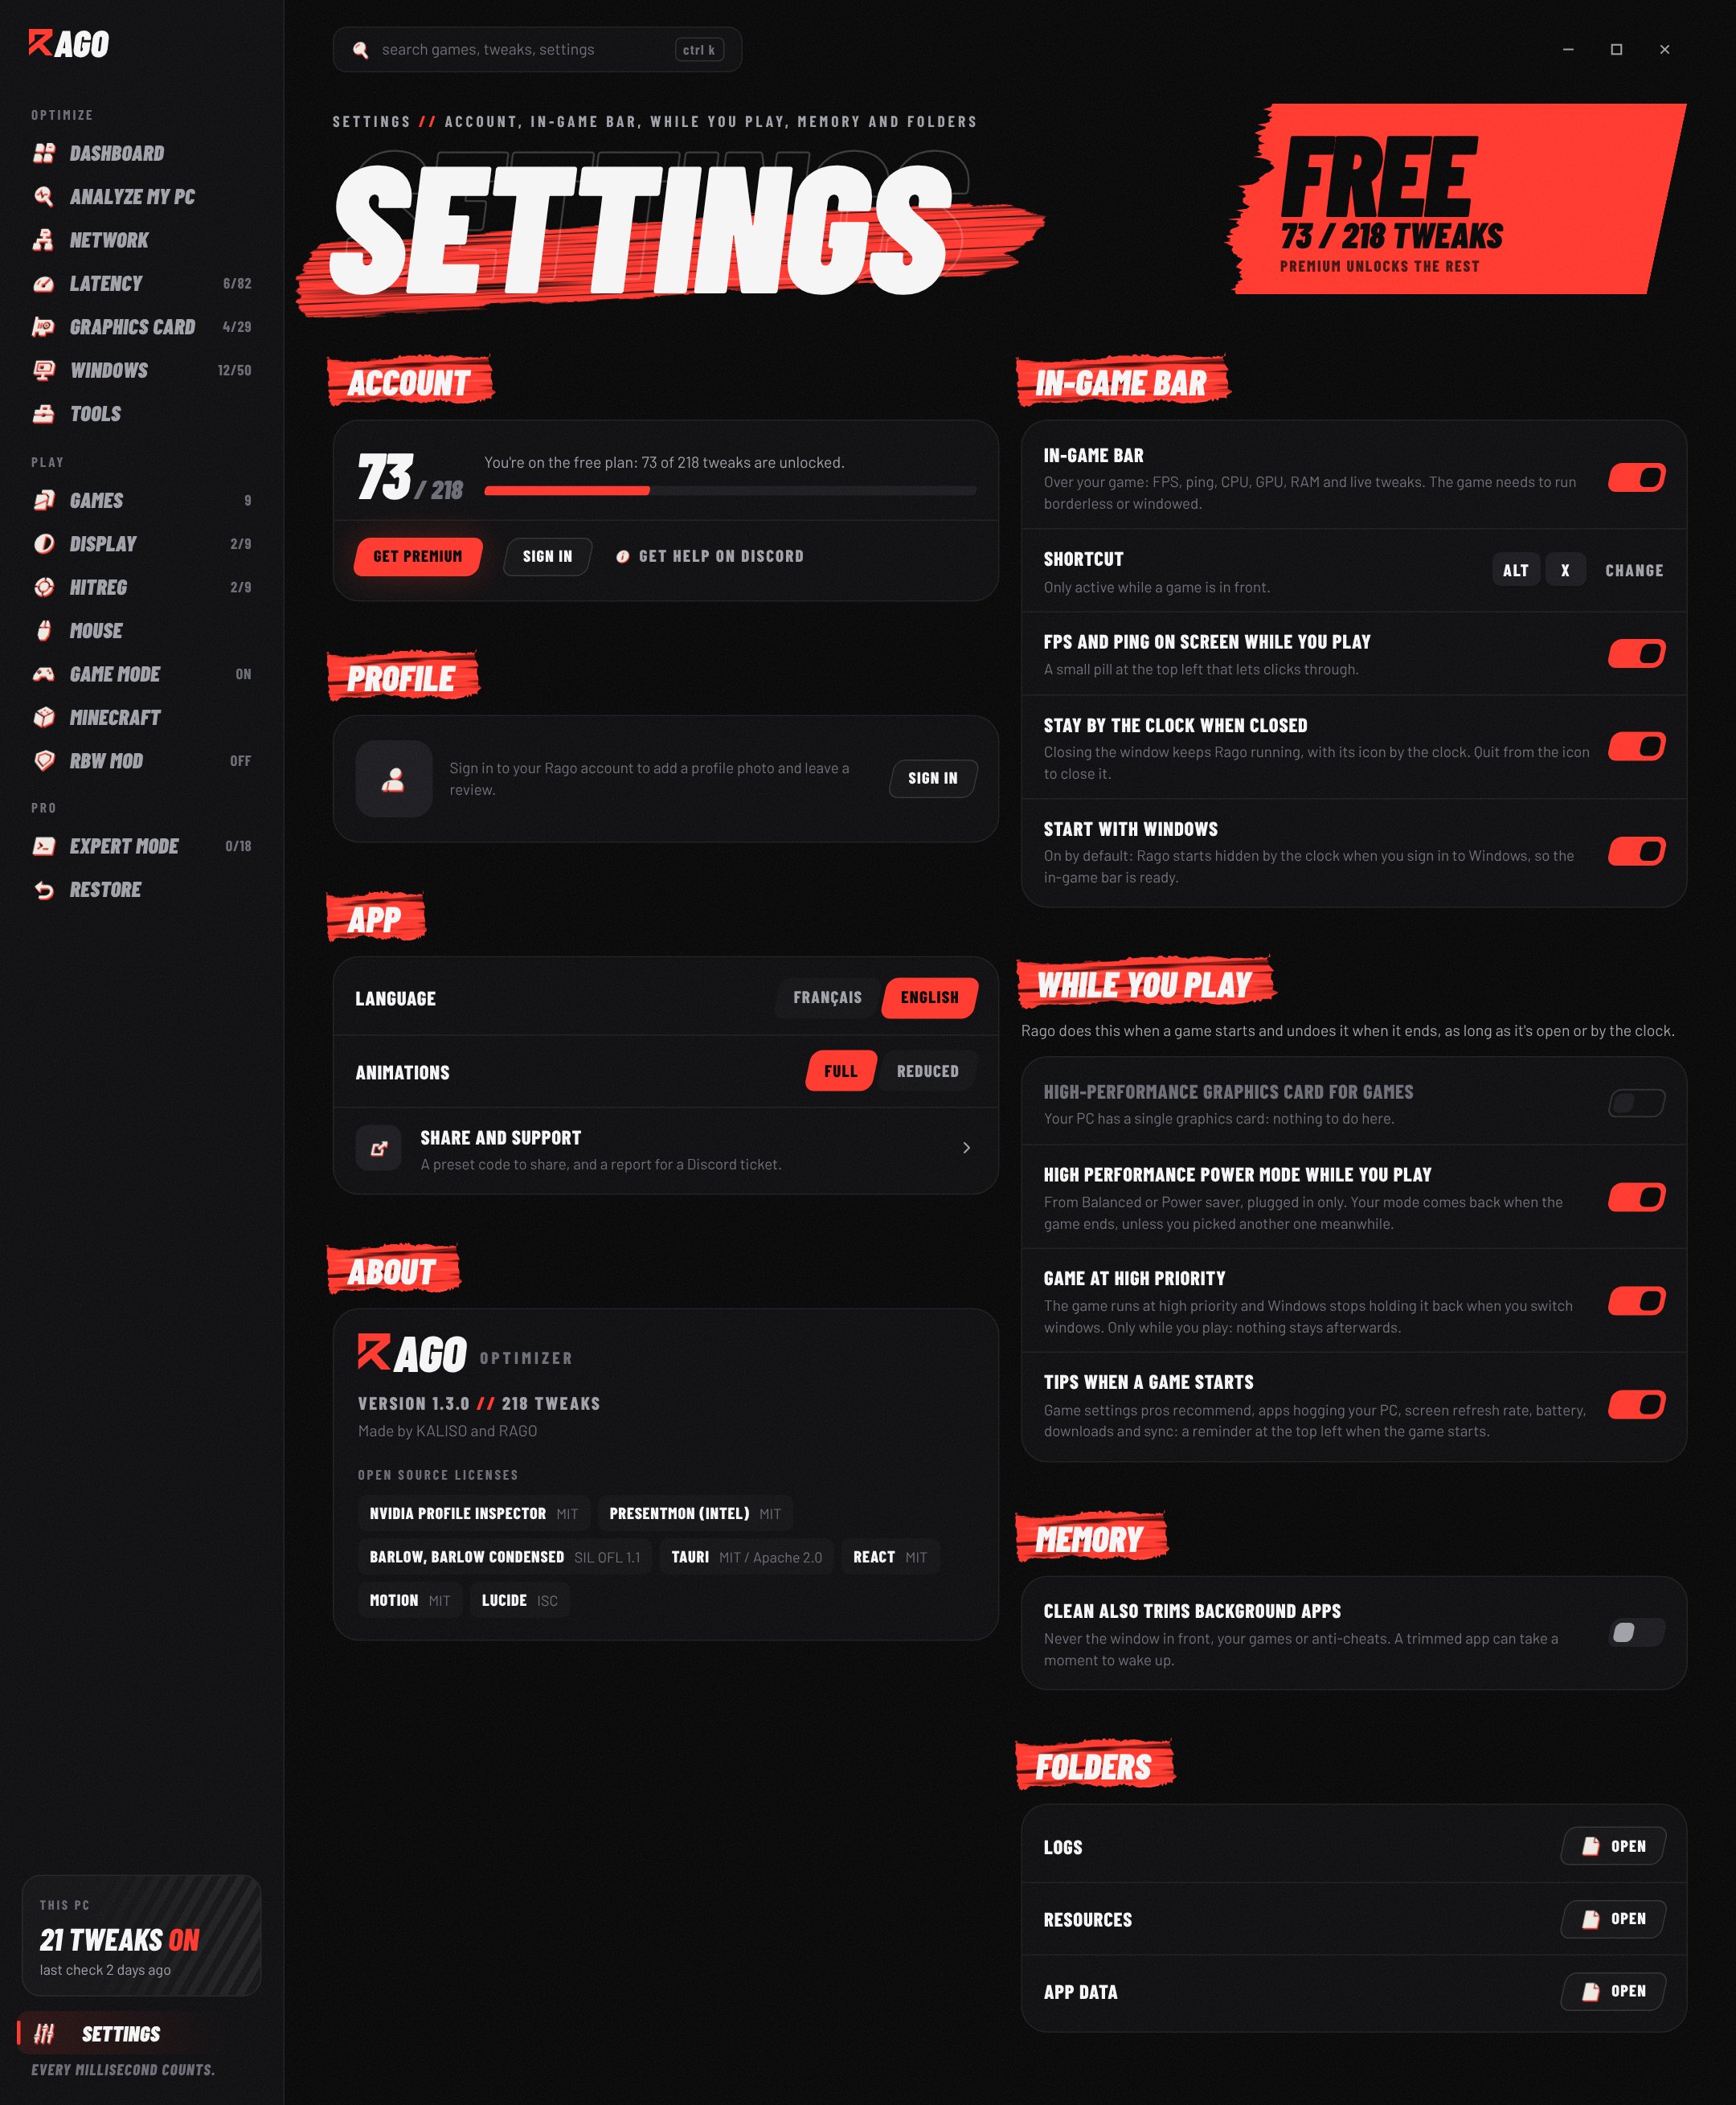 RAGO
OPTIMIZE
DASHBOARD
ANALYZE MY PC
NETWORK
LATENCY 6/82
GRAPHICS CARD 4/29
WINDOWS 12/50
TOOLS
PLAY
GAMES 9
DISPLAY 2/9
HITREG 2/9
MOUSE
GAME MODE ON
MINECRAFT
RBW MOD OFF
PRO
EXPERT MODE 0/18
RESTORE
THIS PC
21 TWEAKS ON
last check 2 days ago
SETTINGS
EVERY MILLISECOND COUNTS.
search games, tweaks, settings ctrl k
SETTINGS // ACCOUNT, IN-GAME BAR, WHILE YOU PLAY, MEMORY AND FOLDERS
SETTINGS
FREE
73 / 218 TWEAKS
PREMIUM UNLOCKS THE REST
ACCOUNT
73 / 218
You're on the free plan: 73 of 218 tweaks are unlocked.
GET PREMIUM SIGN IN GET HELP ON DISCORD
PROFILE
Sign in to your Rago account to add a profile photo and leave a
review.
SIGN IN
APP
LANGUAGE FRANÇAIS ENGLISH
ANIMATIONS FULL REDUCED
SHARE AND SUPPORT
A preset code to share, and a report for a Discord ticket.
ABOUT
RAGO OPTIMIZER
VERSION 1.3.0 // 218 TWEAKS
Made by KALISO and RAGO
OPEN SOURCE LICENSES
NVIDIA PROFILE INSPECTOR MIT PRESENTMON (INTEL) MIT
BARLOW, BARLOW CONDENSED SIL OFL 1.1 TAURI MIT / Apache 2.0 REACT MIT
MOTION MIT LUCIDE ISC
IN-GAME BAR
IN-GAME BAR
Over your game: FPS, ping, CPU, GPU, RAM and live tweaks. The game needs to run
borderless or windowed.
SHORTCUT
Only active while a game is in front.
ALT X CHANGE
FPS AND PING ON SCREEN WHILE YOU PLAY
A small pill at the top left that lets clicks through.
STAY BY THE CLOCK WHEN CLOSED
Closing the window keeps Rago running, with its icon by the clock. Quit from the icon
to close it.
START WITH WINDOWS
On by default: Rago starts hidden by the clock when you sign in to Windows, so the
in-game bar is ready.
WHILE YOU PLAY
Rago does this when a game starts and undoes it when it ends, as long as it's open or by the clock.
HIGH-PERFORMANCE GRAPHICS CARD FOR GAMES
Your PC has a single graphics card: nothing to do here.
HIGH PERFORMANCE POWER MODE WHILE YOU PLAY
From Balanced or Power saver, plugged in only. Your mode comes back when the
game ends, unless you picked another one meanwhile.
GAME AT HIGH PRIORITY
The game runs at high priority and Windows stops holding it back when you switch
windows. Only while you play: nothing stays afterwards.
TIPS WHEN A GAME STARTS
Game settings pros recommend, apps hogging your PC, screen refresh rate, battery,
downloads and sync: a reminder at the top left when the game starts.
MEMORY
CLEAN ALSO TRIMS BACKGROUND APPS
Never the window in front, your games or anti-cheats. A trimmed app can take a
moment to wake up.
FOLDERS
LOGS OPEN
RESOURCES OPEN
APP DATA OPEN